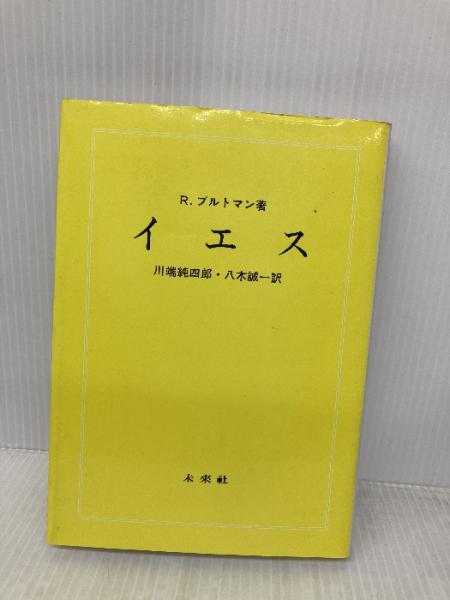 R.ブルトマン著
イエス
川端純四郎・八木誠一訳
未來社